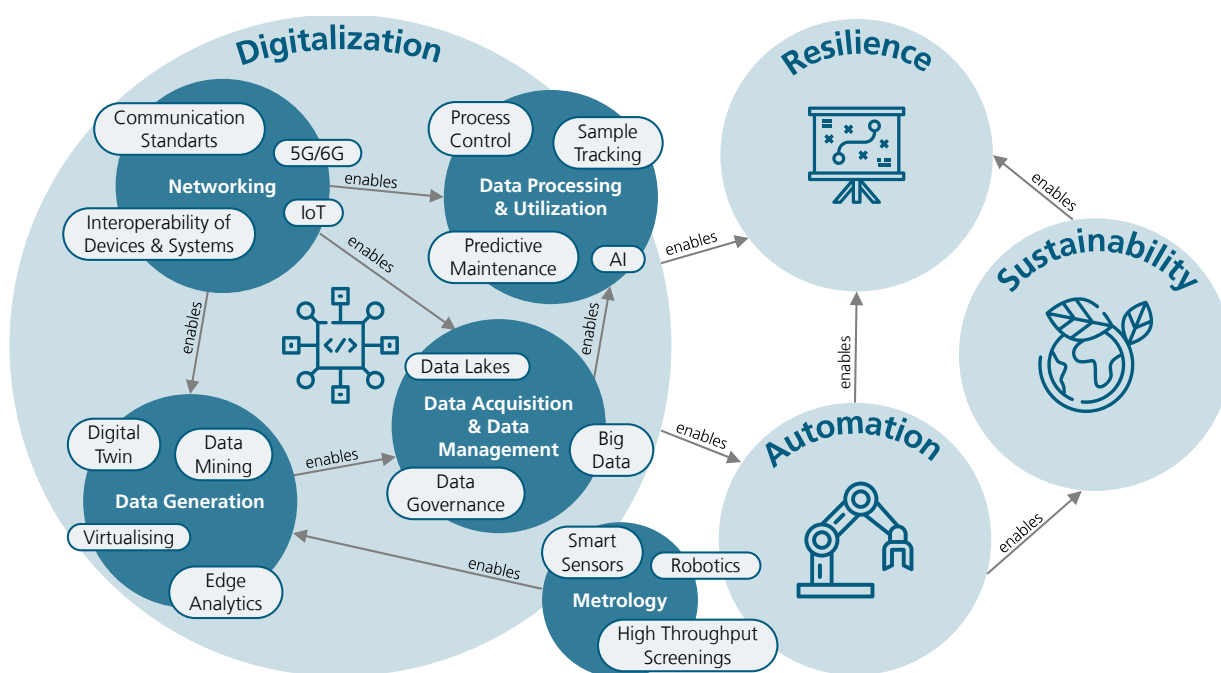 Digitalization
Communication
Standarts
5G/6G
Networking
IoT
Interoperability of
Devices & Systems
enables
enables
enables
Process
Control
Sample
Tracking
Data Processing
& Utilization
Predictive
Maintenance
AI
enables
enables
Data Lakes
Data Acquisition
& Data
Management
Big
Data
Data
Governance
enables
Digital
Twin
Data
Mining
Data Generation
Virtualising
Edge
Analytics
enables
enables
Smart
Sensors
Robotics
Metrology
High Throughput
Screenings
Resilience
enables
Automation
enables
enables
Sustainability